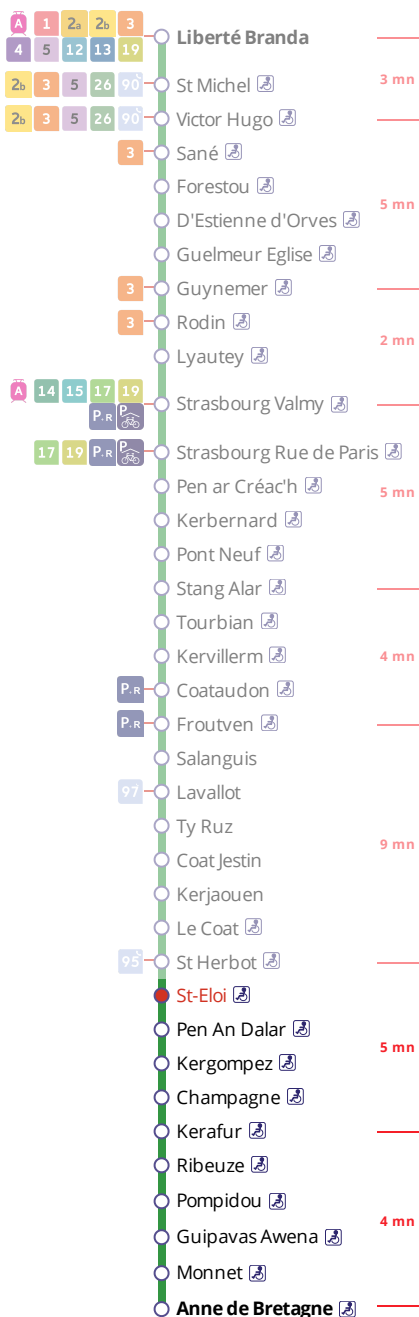 A 1 2a 2b 3
4 5 12 13 19
Liberté Branda
3 mn
2b 3 5 26 90 St Michel
2b 3 5 26 90 Victor Hugo
3 Sané
Forestou
5 mn
D'Estienne d'Orves
Guelmeur Eglise
3 Guynemer
3 Rodin
2 mn
Lyautey
A 14 15 17 19
P.R P
Strasbourg Valmy
17 19 P.R P Strasbourg Rue de Paris
Pen ar Créac'h
5 mn
Kerbernard
Pont Neuf
Stang Alar
Tourbian
Kervillerm
4 mn
P.R Coataudon
P.R Froutven
Salanguis
97 Lavallot
Ty Ruz
9 mn
Coat Jestin
Kerjaouen
Le Coat
95 St Herbot
St-Eloi
Pen An Dalar
5 mn
Kergompez
Champagne
Kerafur
Ribeuze
Pompidou
4 mn
Guipavas Awena
Monnet
Anne de Bretagne